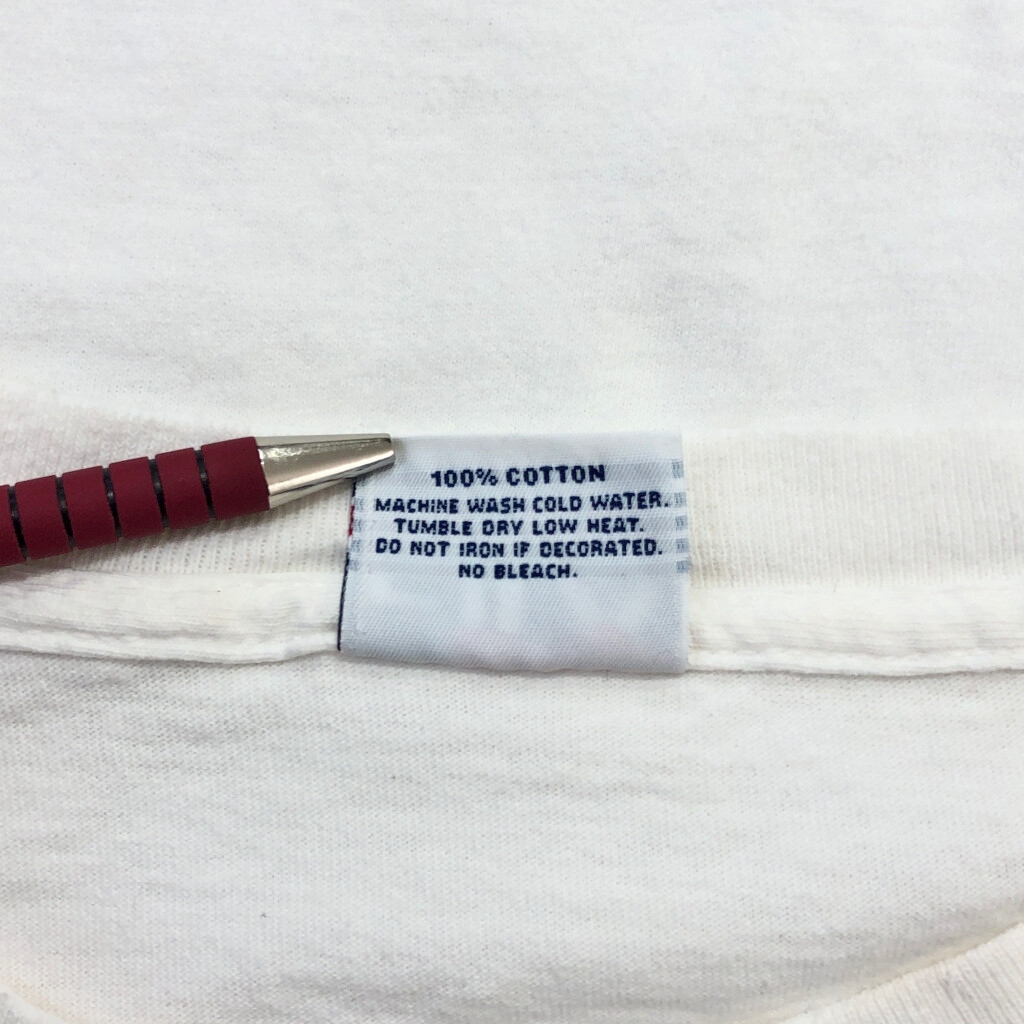 100% COTTON
MACHINE WASH COLD WATER.
TUMBLE DRY LOW HEAT.
DO NOT IRON IF DECORATED.
NO BLEACH.